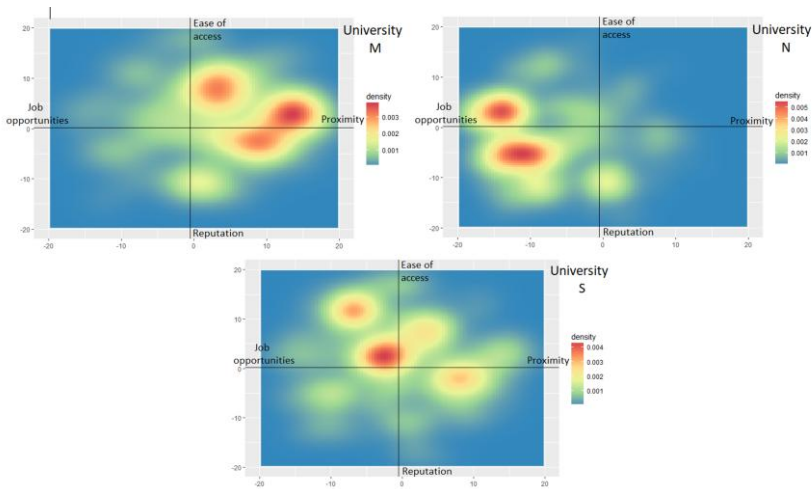 Ease of
access
University
M
20
10
0
-10
-20
Job
opportunities
Proximity
Reputation
-20
-10
0
10
20
density
0.003
0.002
0.001
Ease of
access
University
N
20
10
0
-10
-20
Job
opportunities
Proximity
Reputation
-20
-10
0
10
20
density
0.005
0.004
0.003
0.002
0.001
Ease of
access
University
S
20
10
0
-10
-20
Job
opportunities
Proximity
Reputation
-20
-10
0
10
20
density
0.004
0.003
0.002
0.001